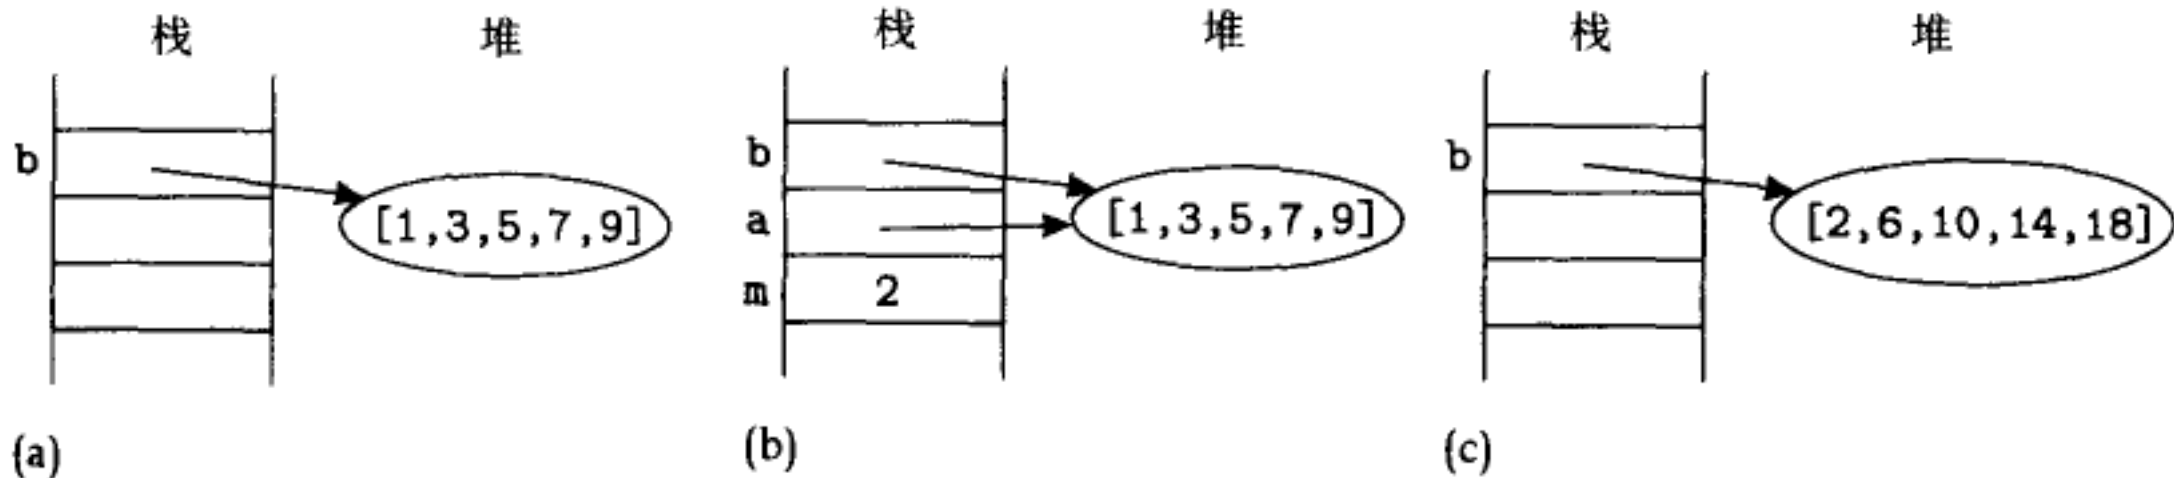 栈 堆 栈 堆 栈 堆
b [1,3,5,7,9] b [1,3,5,7,9] b [2,6,10,14,18]
a
m 2
(a) (b) (c)